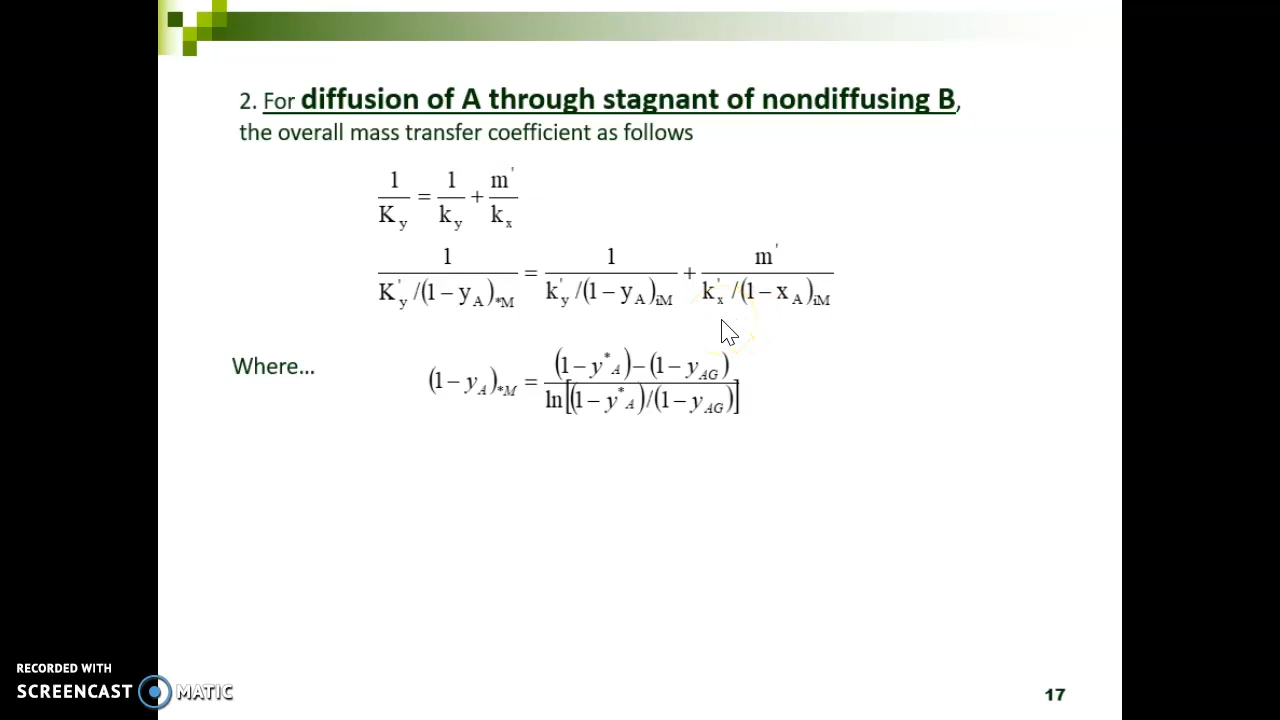 2. For diffusion of A through stagnant of nondiffusing B,
the overall mass transfer coefficient as follows
1/K_y = 1/k_y + m'/k_x
1/(K'_y/(1-y_A)_*M) = 1/(k'_y/(1-y_A)_iM) + m'/(k'_x/(1-x_A)_iM)
Where...
(1-y_A)_*M = ((1-y*_A)-(1-y_AG))/(ln[(1-y*_A)/(1-y_AG)])
RECORDED WITH
SCREENCAST MATIC
17